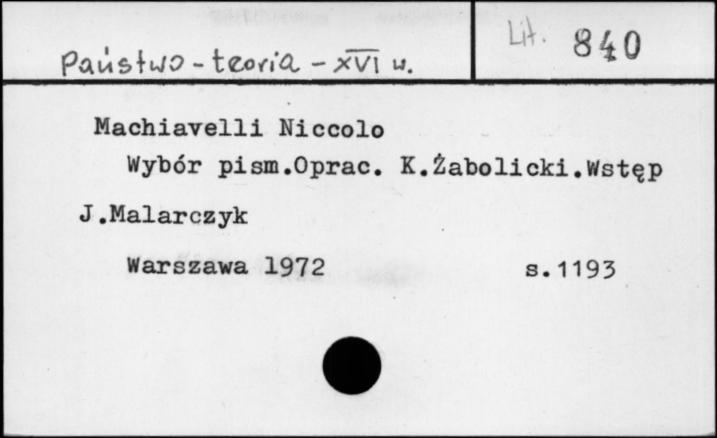 Państwo - teoria - XVI w.
Lit. 840
Machiavelli Niccolo
Wybór pism.Oprac. K.Żabolicki.Wstęp
J.Malarczyk
Warszawa 1972 s.1193